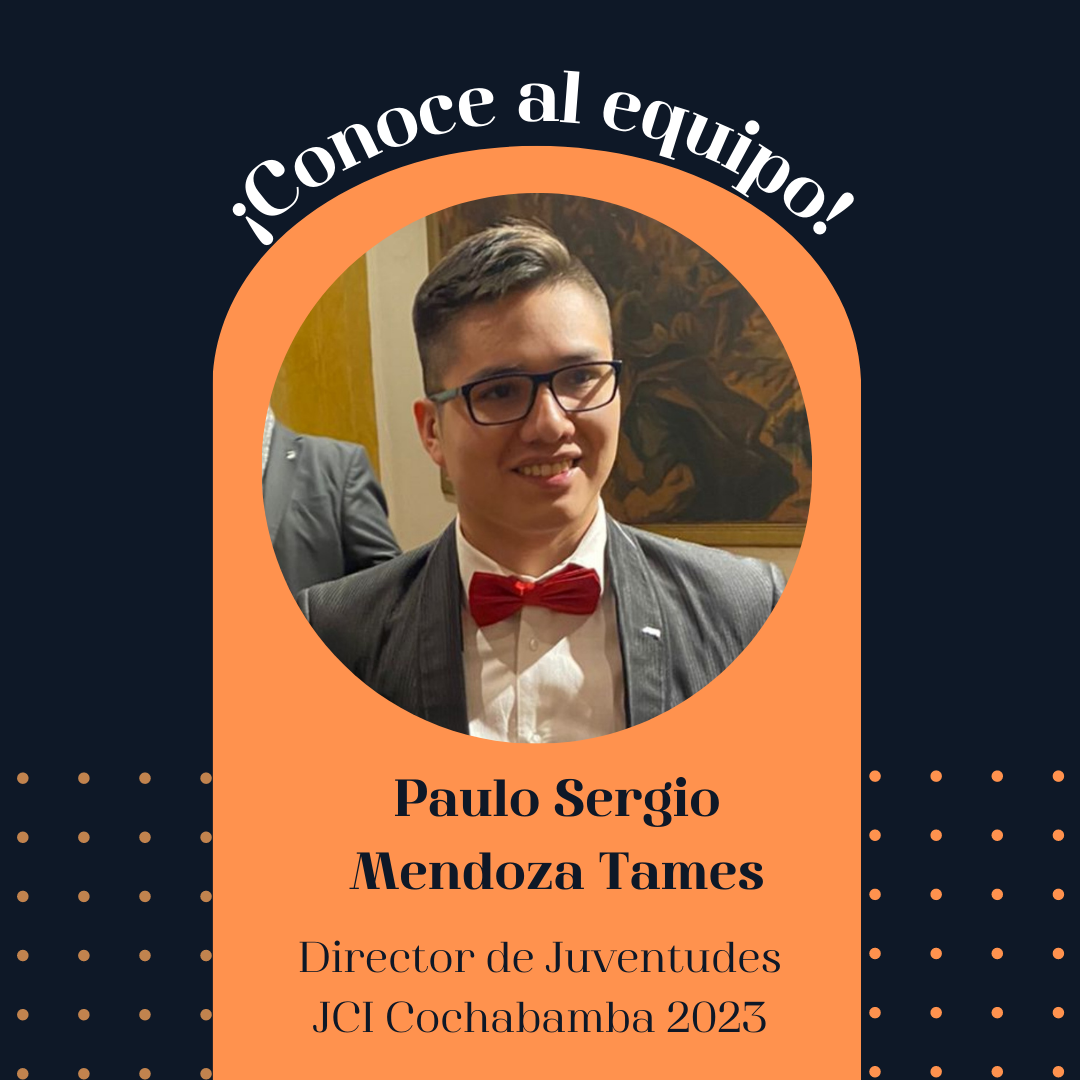 ¡Conoce al equipo!
Paulo Sergio
Mendoza Tames
Director de Juventudes
JCI Cochabamba 2023